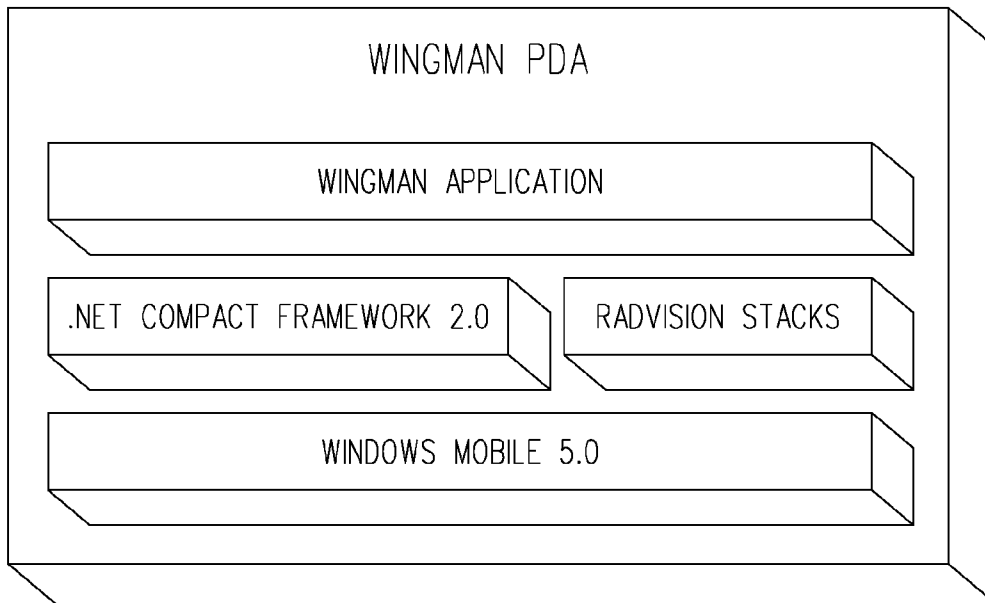 WINGMAN PDA
WINGMAN APPLICATION
.NET COMPACT FRAMEWORK 2.0
RADVISION STACKS
WINDOWS MOBILE 5.0